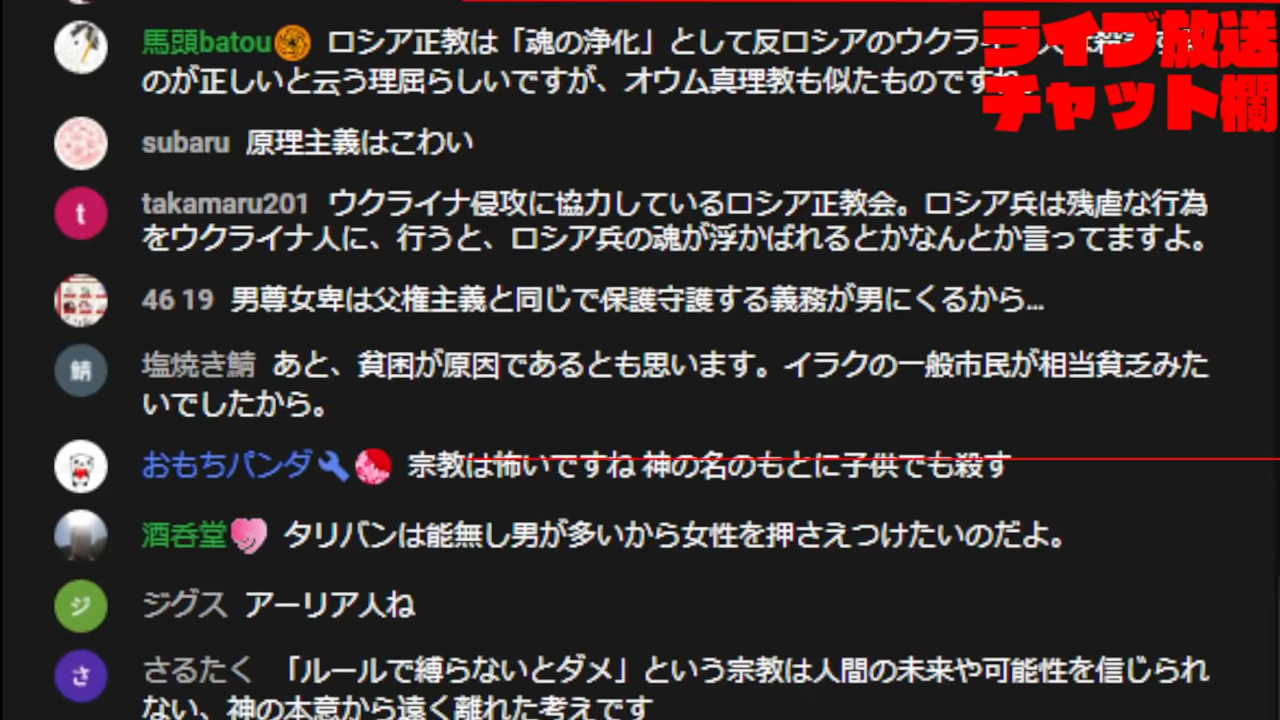 ライブ放送
チャット欄
馬頭batou ロシア正教は「魂の浄化」として反ロシアのウクライ
のが正しいと云う理屈らしいですが、オウム真理教も似たものですね。
subaru 原理主義はこわい
takamaru201 ウクライナ侵攻に協力しているロシア正教会。ロシア兵は残虐な行為
をウクライナ人に、行うと、ロシア兵の魂が浮かばれるとかなんとか言ってますよ。
46 19 男尊女卑は父権主義と同じで保護守護する義務が男にくるから...
塩焼き鯖 あと、貧困が原因であるとも思います。イラクの一般市民が相当貧乏みた
いでしたから。
おもちパンダ 宗教は怖いですね 神の名のもとに子供でも殺す
酒呑堂 タリバンは能無し男が多いから女性を押さえつけたいのだよ。
ジグス アーリア人ね
さるたく 「ルールで縛らないとダメ」という宗教は人間の未来や可能性を信じられ
ない、神の本意から遠く離れた考えです
t
鯖
ジ
さ